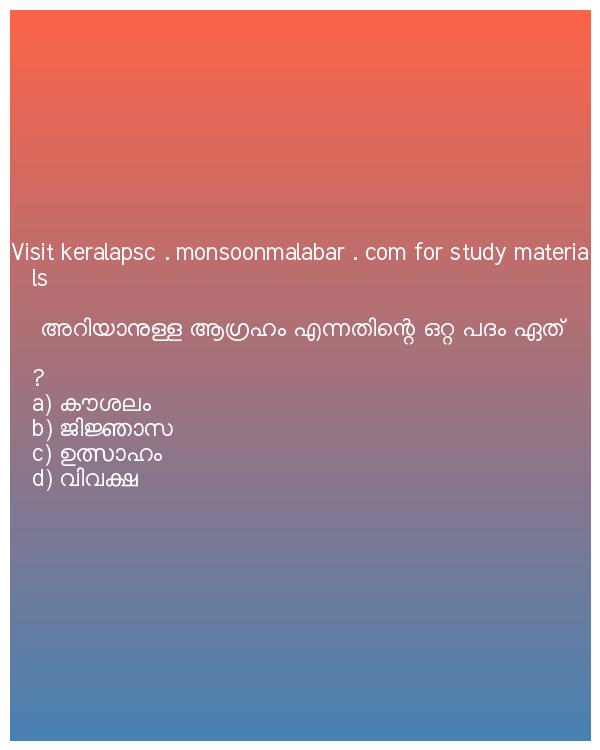 Visit keralapsc . monsoonmalabar . com for study materia
ls
അറിയാനുള്ള ആഗ്രഹം എന്നതിന്റെ ഒറ്റ പദം ഏത്
?
a) കൗശലം
b) ജിജ്ഞാസ
c) ഉത്സാഹം
d) വിവക്ഷ